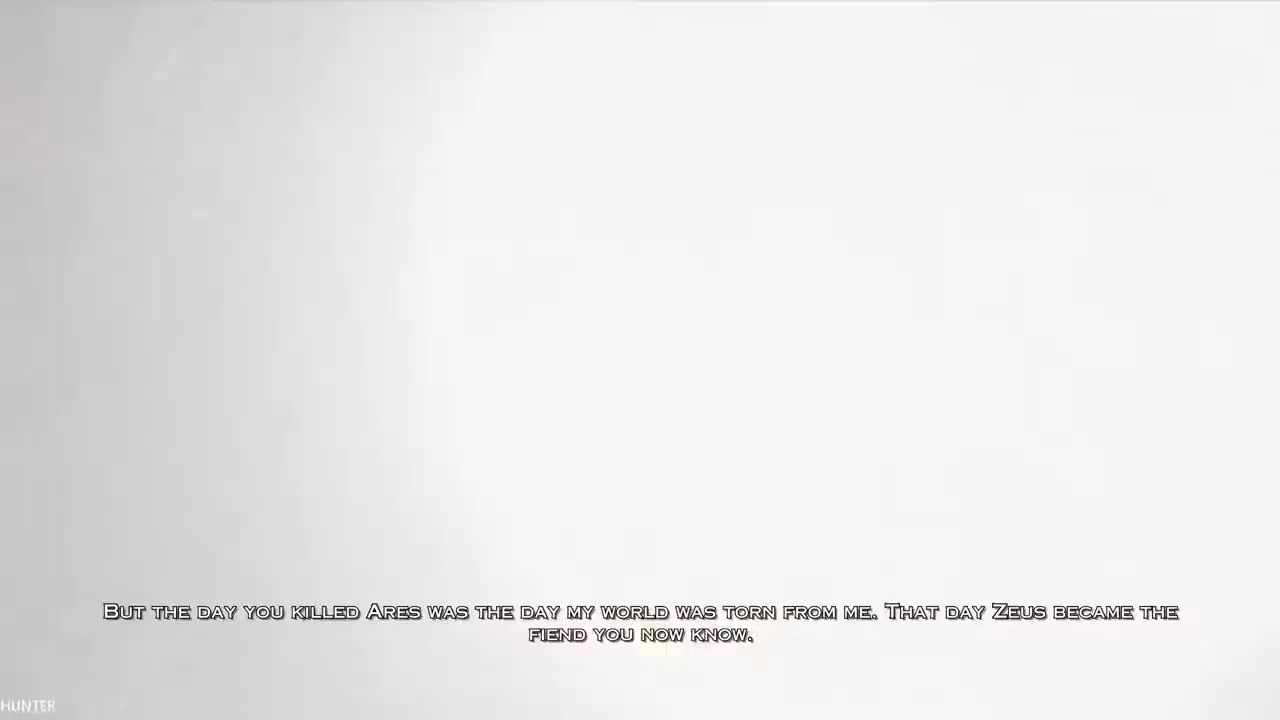 But the day you killed Ares was the day my world was torn from me. That day Zeus became the
fiend you now know.
HUNTER